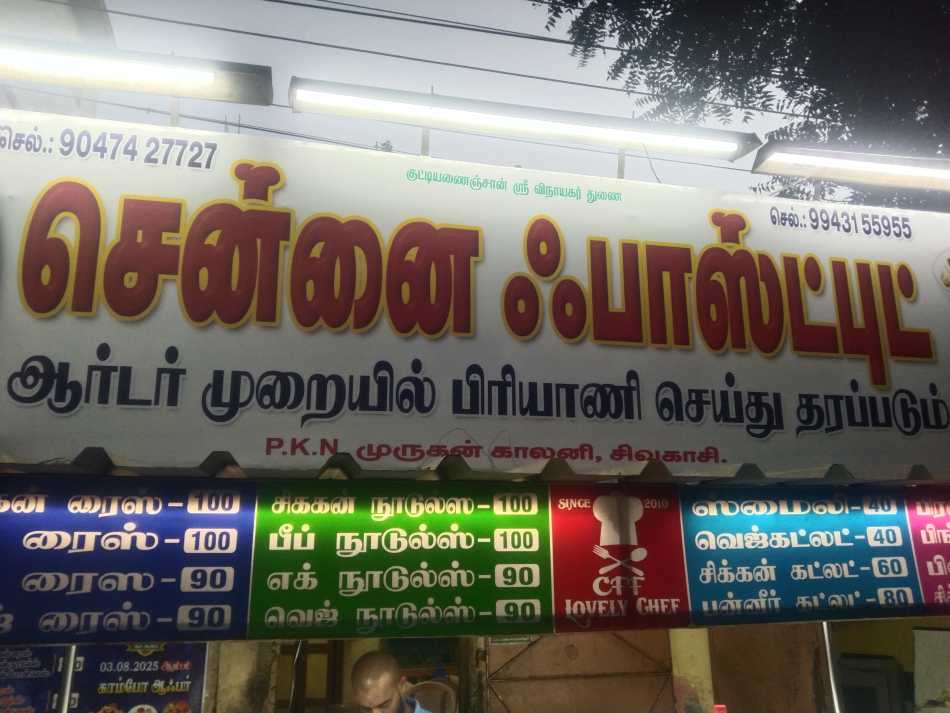 செல்.: 90474 27727
குட்டியணைஞ்சான் ஸ்ரீ விநாயகர் துணை
செல்.: 99431 55955
சென்னை ஃபாஸ்ட்புட்
ஆர்டர் முறையில் பிரியாணி செய்து தரப்படும்
P.K.N. முருகன் காலனி, சிவகாசி.
ரைஸ்-100
ரைஸ்-100
ரைஸ-90
ரைஸ்-90
சிக்கன் நூடுல்ஸ்-100
பீப் நூடுல்ஸ்-100
எக் நூடுல்ஸ்-90
வெஜ் நூடுல்ஸ்-90
SINCE 2010
CFF
LOVELY CHEF
ஸ்மைலி-40
வெஜ்கட்லட்-40
சிக்கன் கட்லட்-60
பன்னீர் கட்லட்-80
03.08.2025
காம்போ ஆஃபர்